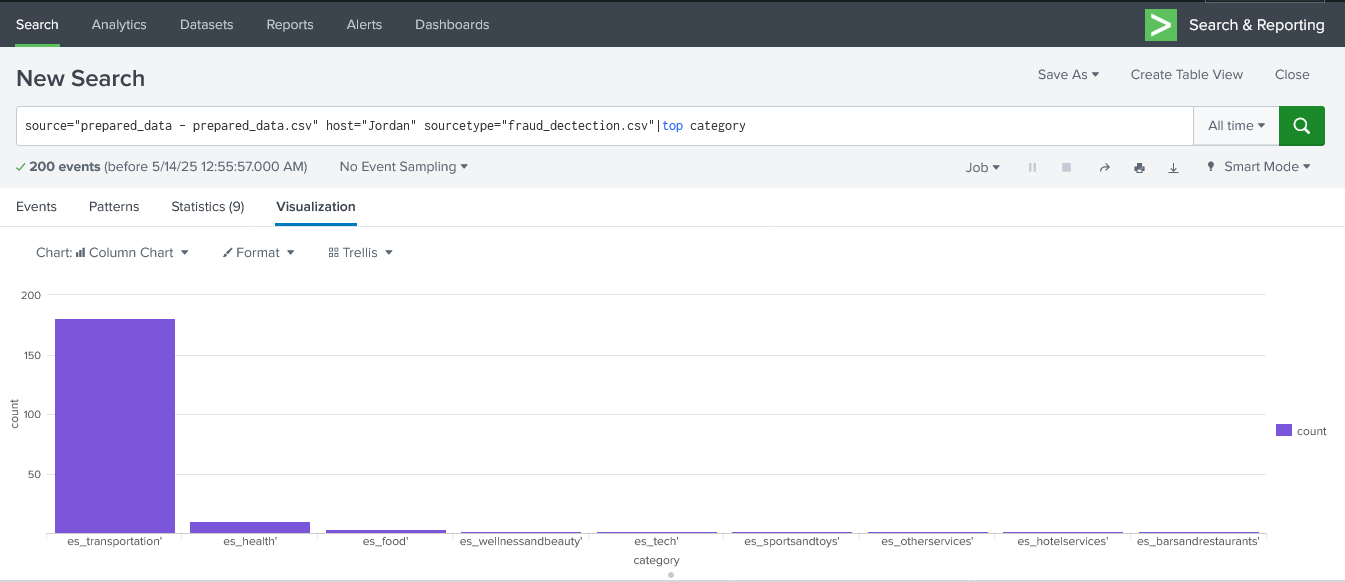 Search Analytics Datasets Reports Alerts Dashboards > Search & Reporting
New Search Save As Create Table View Close
source="prepared_data - prepared_data.csv" host="Jordan" sourcetype="fraud_dectection.csv"|top category All time
200 events (before 5/14/25 12:55:57.000 AM) No Event Sampling Job Smart Mode
Events Patterns Statistics (9) Visualization
Chart: Column Chart Format Trellis
200
150
100
50
count
count
es_transportation' es_health' es_food' es_wellnessandbeauty' es_tech' es_sportsandtoys' es_otherservices' es_hotelservices' es_barsandrestaurants'
category